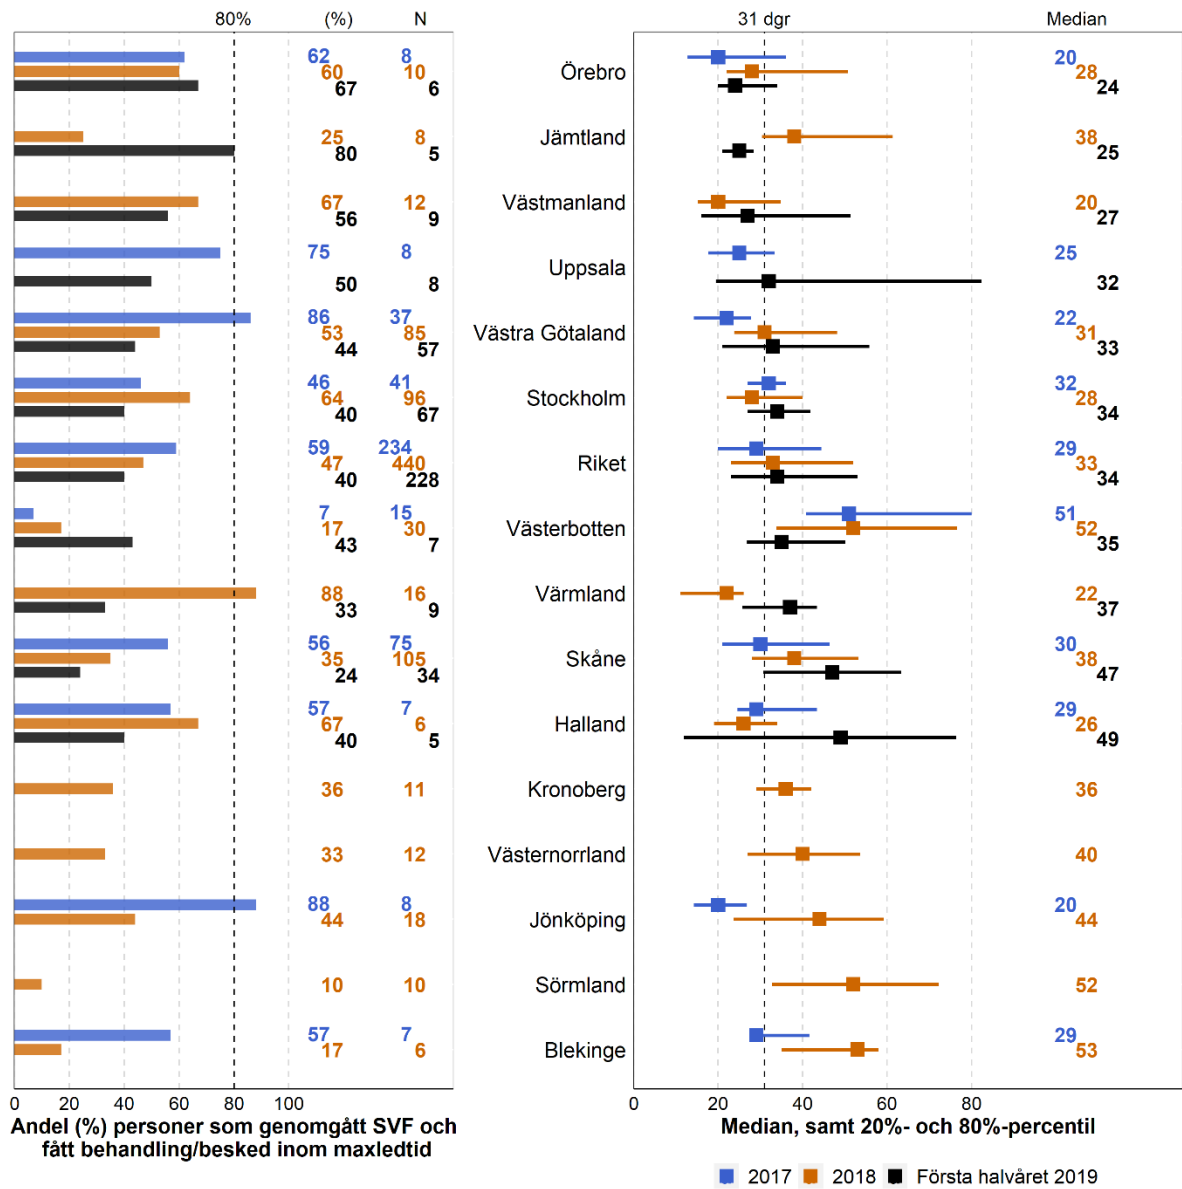 80% (%) N 31 dgr Median
62 8 20
60 10 Örebro 28
67 6 24
25 8 Jämtland 38
80 5 25
67 12 Västmanland 20
56 9 27
75 8 25
Uppsala
50 8 32
86 37 22
53 85 Västra Götaland 31
44 57 33
46 41 32
64 96 Stockholm 28
40 67 34
59 234 29
47 440 Riket 33
40 228 34
7 15 51
17 30 Västerbotten 52
43 7 35
88 16 Värmland 22
33 9 37
56 75 30
35 105 Skåne 38
24 34 47
57 7 29
67 6 Halland 26
40 5 49
36 11 Kronoberg 36
33 12 Västernorrland 40
88 8 20
44 18 Jönköping 44
10 10 Sörmland 52
57 7 29
17 6 Blekinge 53
0 20 40 60 80 100 0 20 40 60 80
Andel (%) personer som genomgått SVF och
fått behandling/besked inom maxledtid
Median, samt 20%- och 80%-percentil
2017 2018 Första halvåret 2019